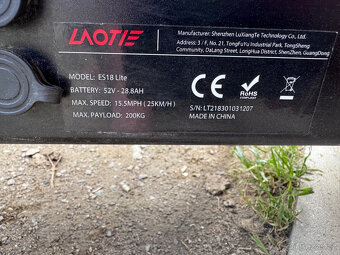 LAOTIE
Manufacturer: Shenzhen LuXiangTe Technology Co., Ltd.
Address: 3 / F, No. 21, TongFuYu Industrial Park, TongSheng
Community, DaLang Street, LongHua District, ShenZhen, GuangDong
MODEL: ES18 Lite
BATTERY: 52V - 28.8AH
MAX. SPEED: 15.5MPH ( 25KM/H )
MAX. PAYLOAD: 200KG
CE
RoHS
COMPLIANT
S/N: LT218301031207
MADE IN CHINA